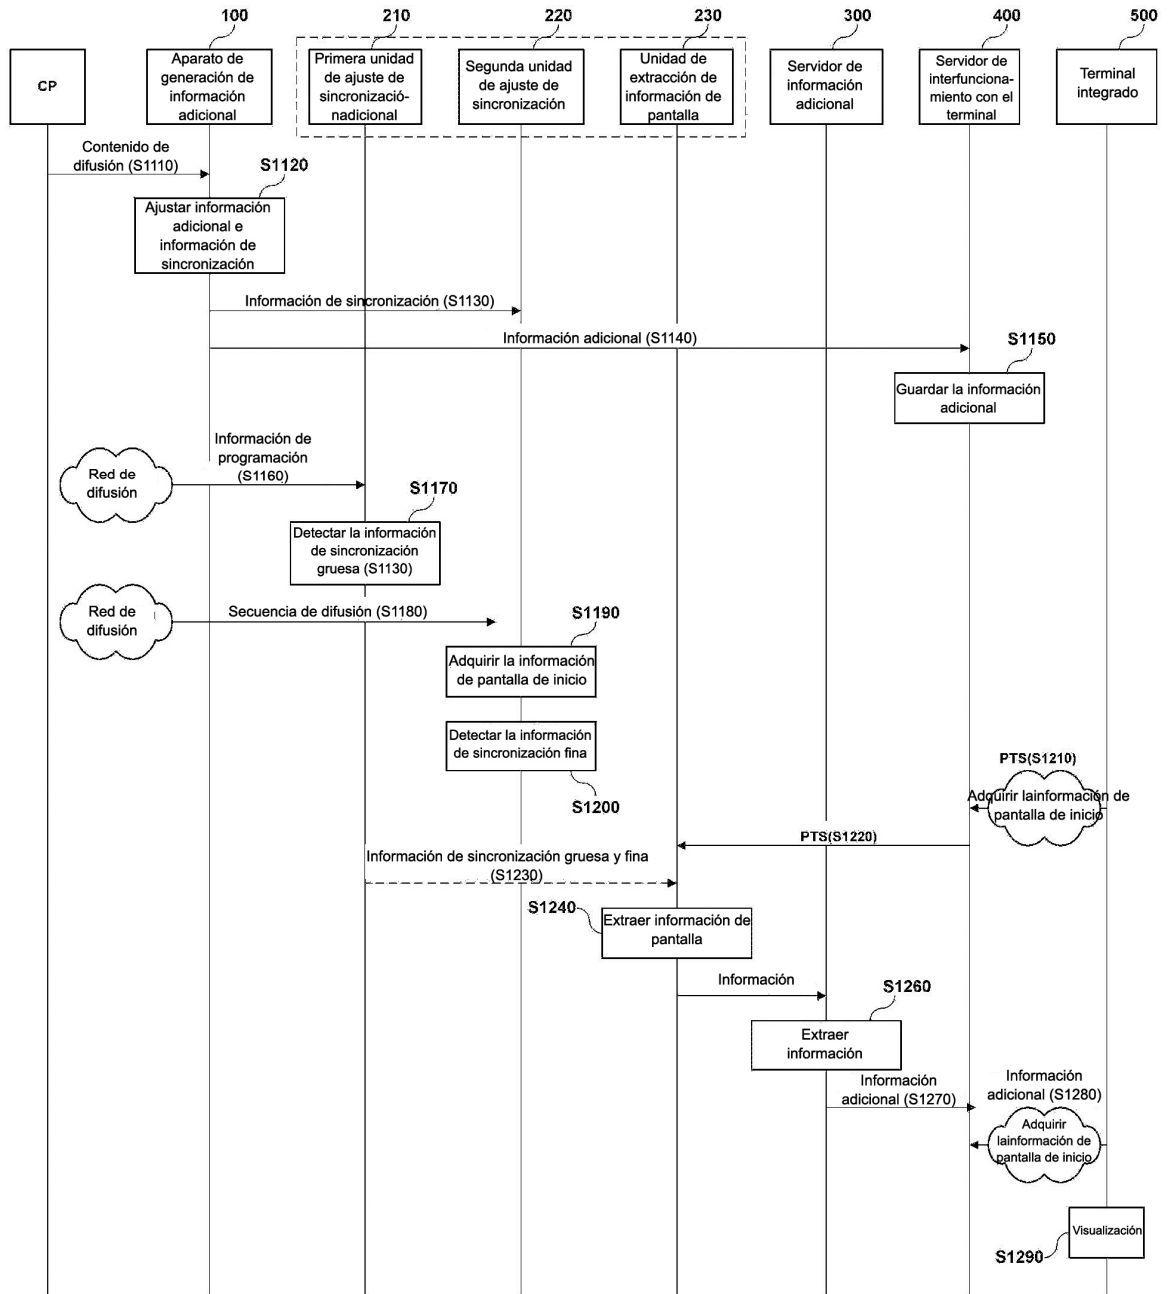 100
210
220
230
300
400
500
CP
Aparato de
generación de
información
adicional
Primera unidad
de ajuste de
sincronizació-
nadicional
Segunda unidad
de ajuste de
sincronización
Unidad de
extracción de
información de
pantalla
Servidor de
información
adicional
Servidor de
interfunciona-
miento con el
terminal
Terminal
integrado
Contenido de
difusión (S1110)
S1120
Ajustar información
adicional e
información de
sincronización
Información de sincronización (S1130)
Información adicional (S1140)
S1150
Guardar la información
adicional
Red de
difusión
Información de
programación
(S1160)
S1170
Detectar la información
de sincronización
gruesa (S1130)
Red de
difusión
Secuencia de difusión (S1180)
S1190
Adquirir la información
de pantalla de inicio
Detectar la información
de sincronización fina
S1200
PTS(S1210)
Adquirir lainformación de
pantalla de inicio
PTS(S1220)
Información de sincronización gruesa y fina
(S1230)
S1240
Extraer información de
pantalla
Información
S1260
Extraer
información
Información
adicional (S1270)
Información
adicional (S1280)
Adquirir
lainformación de
pantalla de inicio
Visualización
S1290